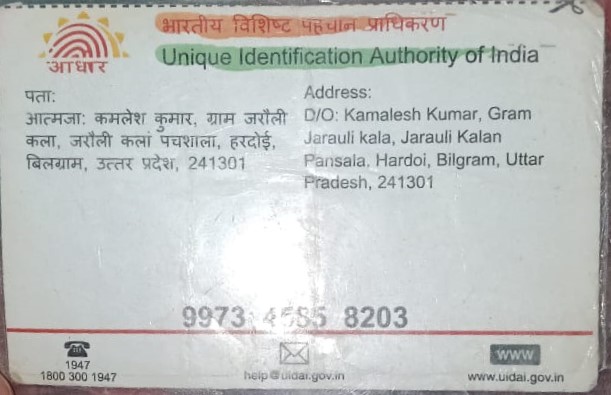 भारतीय विशिष्ट पहचान प्राधिकरण
Unique Identification Authority of India
आधार
पता:
आत्मजा: कमलेश कुमार, ग्राम जरौली
कला, जरौली कलां पंचशाला, हरदोई,
बिलग्राम, उत्तर प्रदेश, 241301
Address:
D/O: Kamalesh Kumar, Gram
Jarauli kala, Jarauli Kalan
Pansala, Hardoi, Bilgram, Uttar
Pradesh, 241301
9973 8203
1947
1800 300 1947
help@uidai.gov.in
www
www.uidai.gov.in